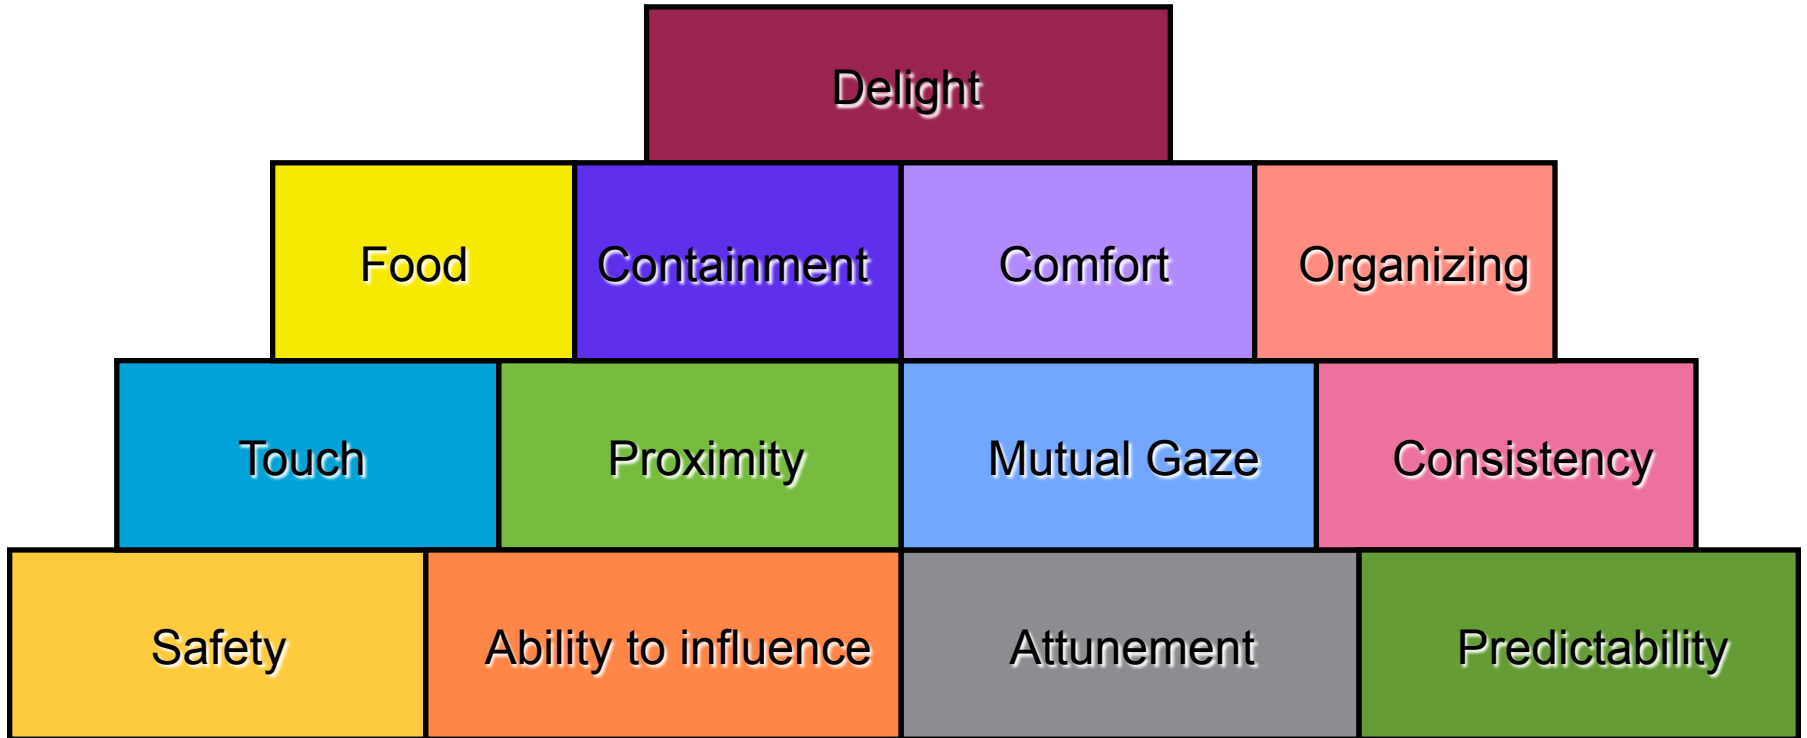 Delight
Food
Containment
Comfort
Organizing
Touch
Proximity
Mutual Gaze
Consistency
Safety
Ability to influence
Attunement
Predictability